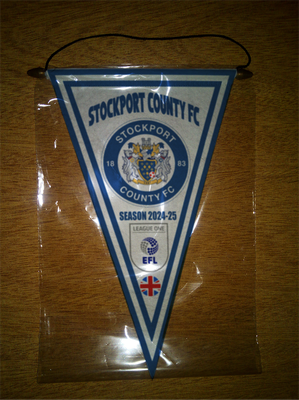 STOCKPORT COUNTY FC
STOCKPORT
18 83
COUNTY FC
SEASON 2024-25
LEAGUE ONE
EFL